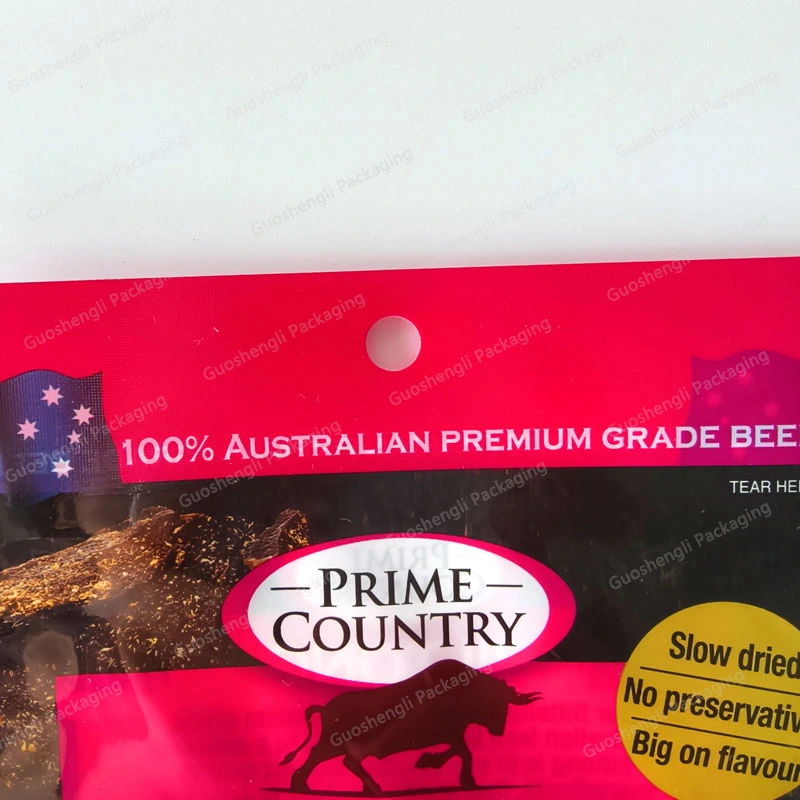 100% AUSTRALIAN PREMIUM GRADE BEE
TEAR HE
PRIME
COUNTRY
Slow dried
No preservativ
Big on flavour
Guoshengli Packaging